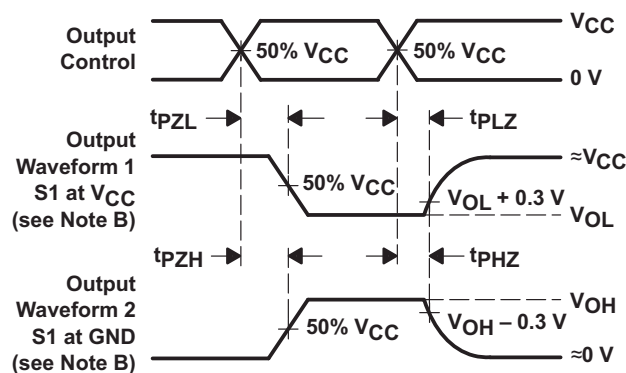 Output
Control
50% VCC
50% VCC
VCC
0 V
tPZL
tPLZ
Output
Waveform 1
S1 at VCC
(see Note B)
50% VCC
≈VCC
VOL + 0.3 V
VOL
tPZH
tPHZ
Output
Waveform 2
S1 at GND
(see Note B)
50% VCC
VOH
VOH – 0.3 V
≈0 V